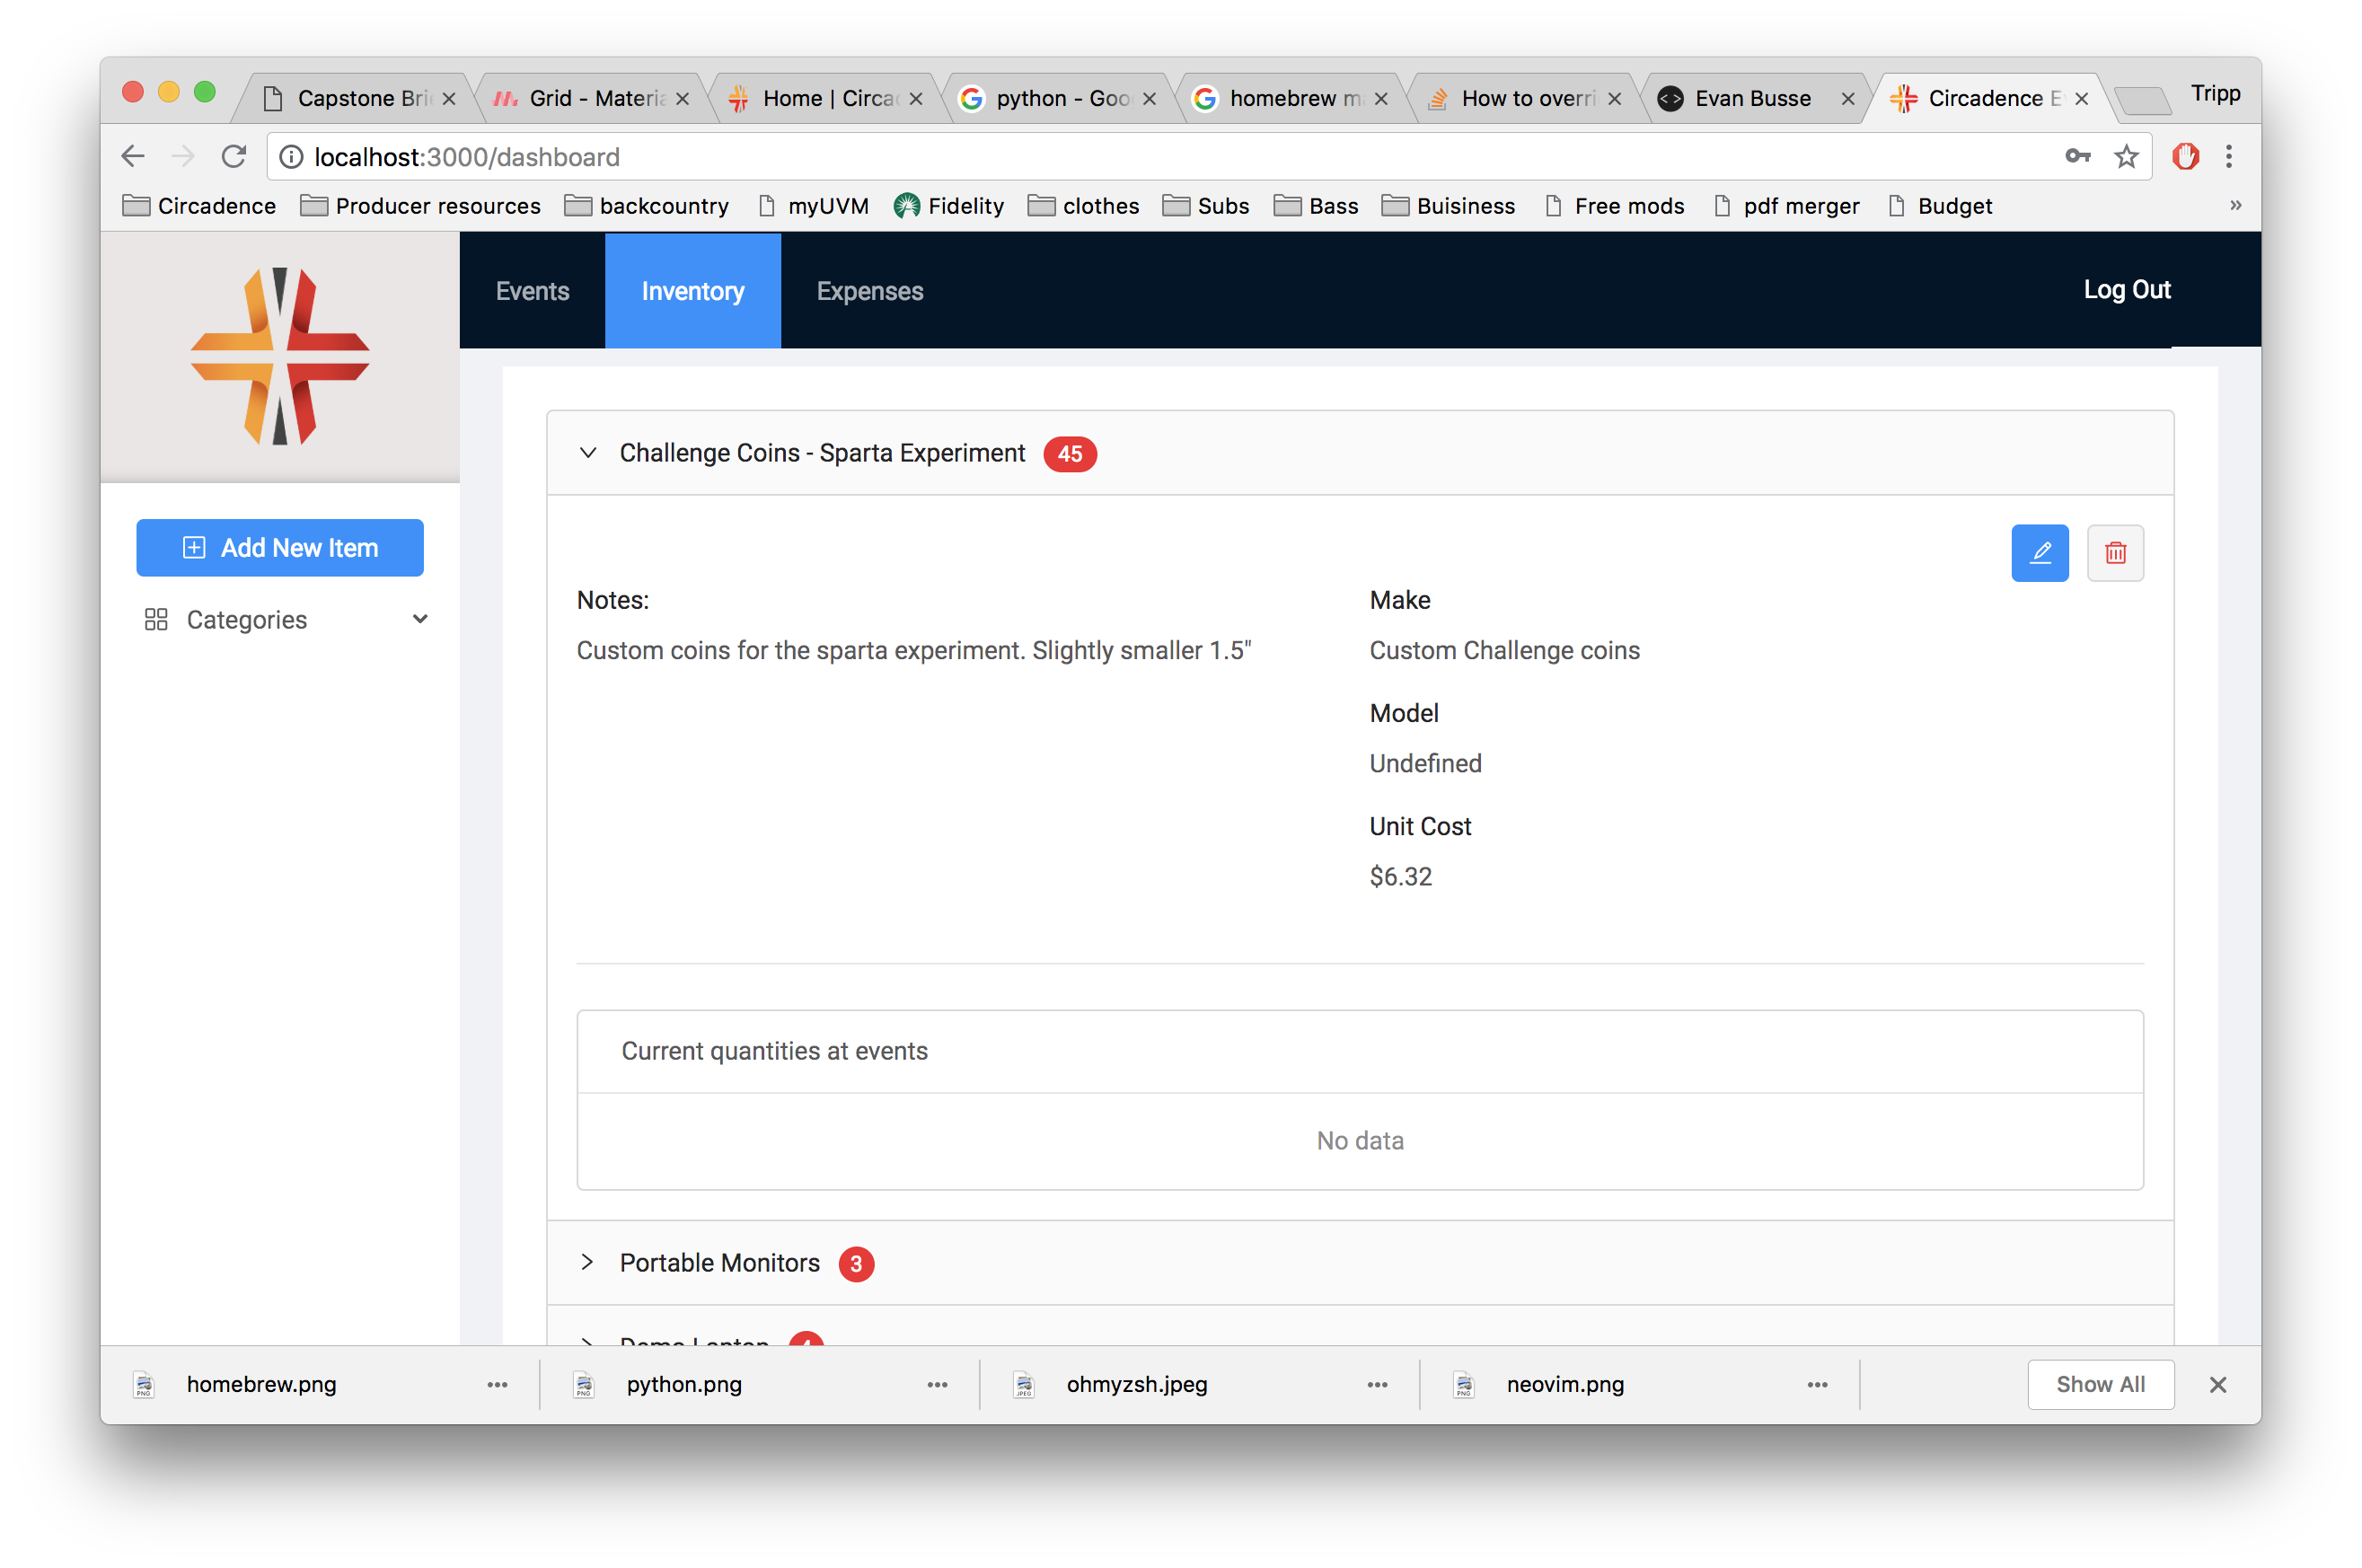 Capstone Bri
Grid - Materia
Home | Circa
python - Goo
homebrew m
How to overri
Evan Busse
Circadence E
Tripp
localhost:3000/dashboard
Circadence
Producer resources
backcountry
myUVM
Fidelity
clothes
Subs
Bass
Buisiness
Free mods
pdf merger
Budget
»
Events
Inventory
Expenses
Log Out
Add New Item
Categories
Challenge Coins - Sparta Experiment 45
Notes:
Custom coins for the sparta experiment. Slightly smaller 1.5"
Make
Custom Challenge coins
Model
Undefined
Unit Cost
$6.32
Current quantities at events
No data
Portable Monitors 3
Demo Laptop
homebrew.png
python.png
ohmyzsh.jpeg
neovim.png
Show All